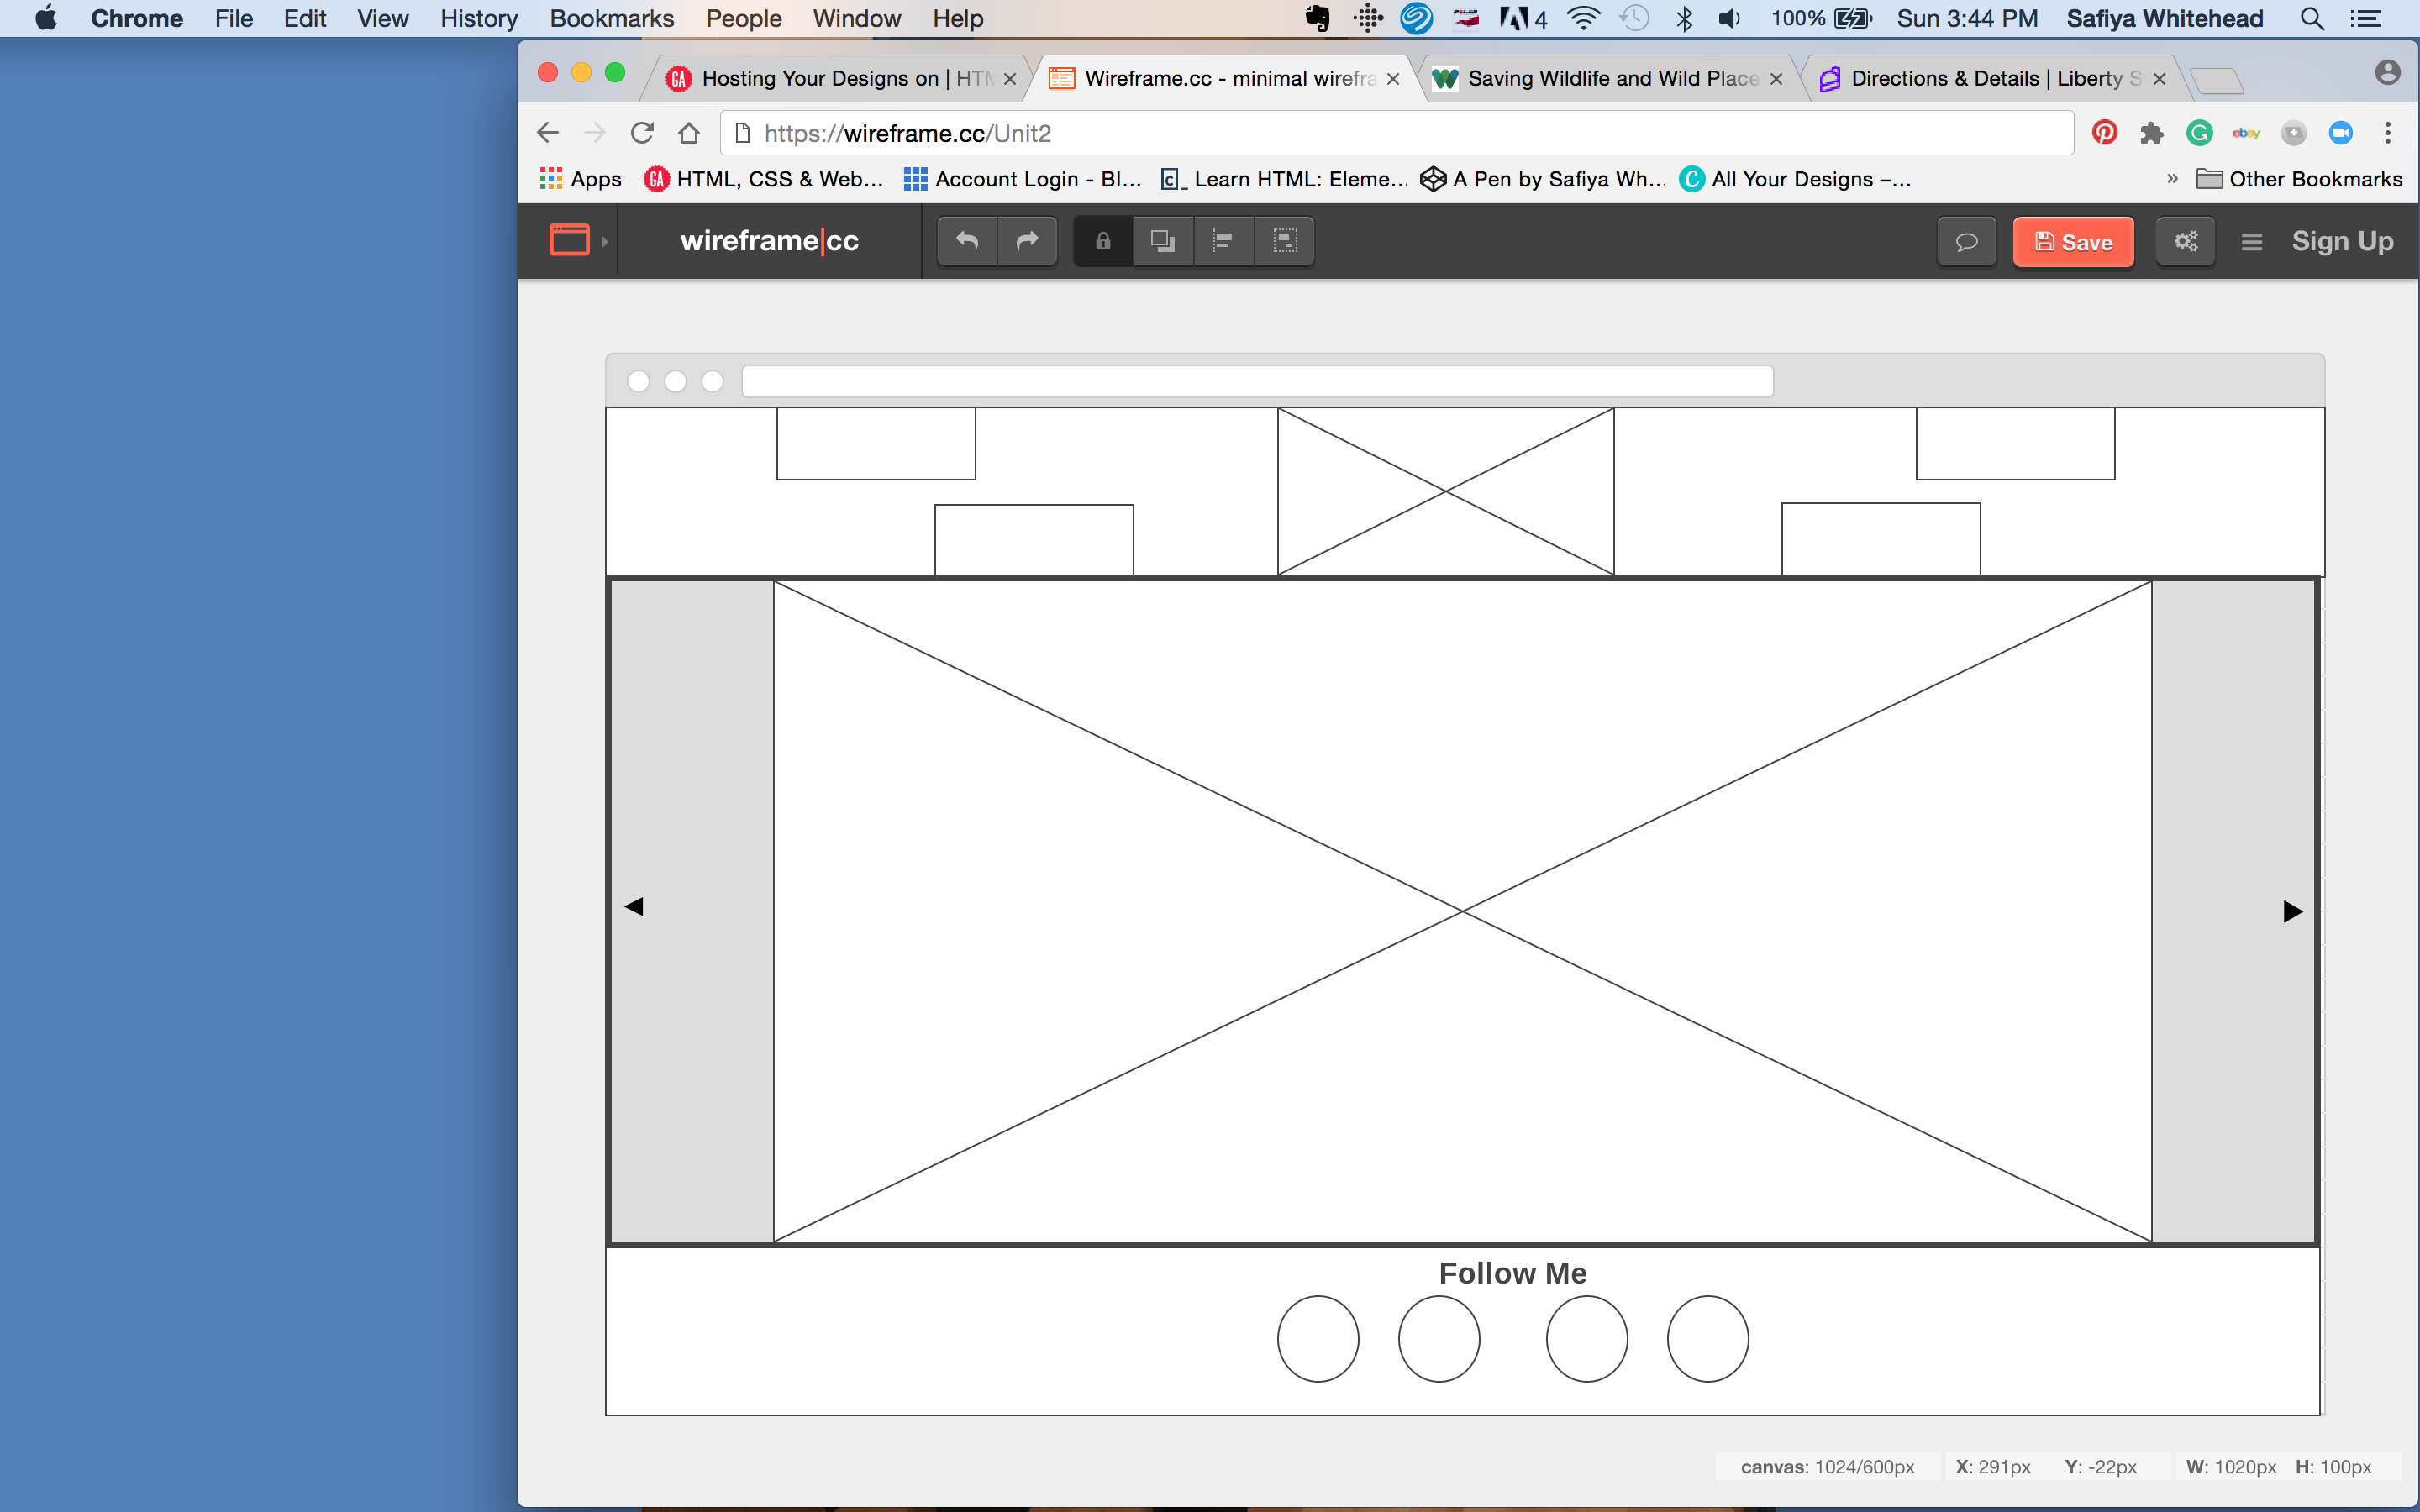 Chrome File Edit View History Bookmarks People Window Help 4 100% Sun 3:44 PM Safiya Whitehead
GA Hosting Your Designs on | HTM Wireframe.cc - minimal wirefra Saving Wildlife and Wild Place Directions & Details | Liberty S
https://wireframe.cc/Unit2 ebay
Apps GA HTML, CSS & Web... Account Login - Bl... Learn HTML: Eleme... A Pen by Safiya Wh... All Your Designs –... » Other Bookmarks
wireframe|cc Save Sign Up
Follow Me
canvas: 1024/600px X: 291px Y: -22px W: 1020px H: 100px